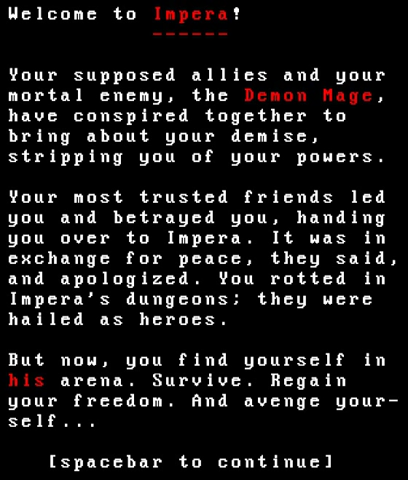 Welcome to Impera!
------
Your supposed allies and your
mortal enemy, the Demon Mage,
have conspired together to
bring about your demise,
stripping you of your powers.
Your most trusted friends led
you and betrayed you, handing
you over to Impera. It was in
exchange for peace, they said,
and apologized. You rotted in
Impera's dungeons; they were
hailed as heroes.
But now, you find yourself in
his arena. Survive. Regain
your freedom. And avenge your-
self...
[spacebar to continue]